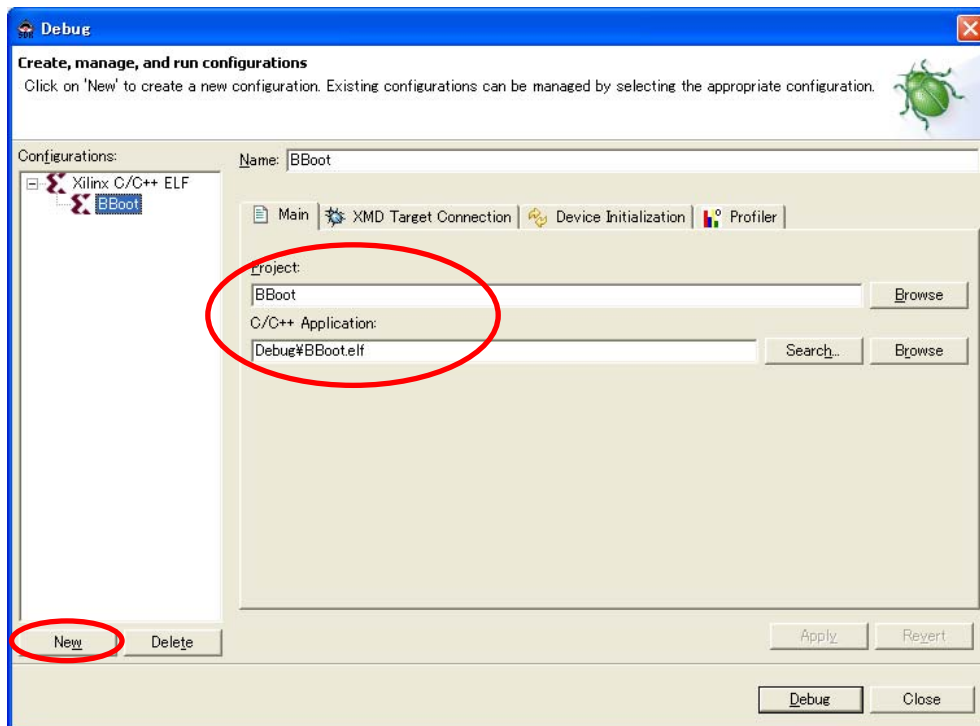 Debug
Create, manage, and run configurations
Click on 'New' to create a new configuration. Existing configurations can be managed by selecting the appropriate configuration.
Configurations:
Name: BBoot
Xilinx C/C++ ELF
BBoot
Main XMD Target Connection Device Initialization Profiler
Project:
BBoot Browse
C/C++ Application:
Debug¥BBoot.elf Search... Browse
New Delete Apply Revert
Debug Close